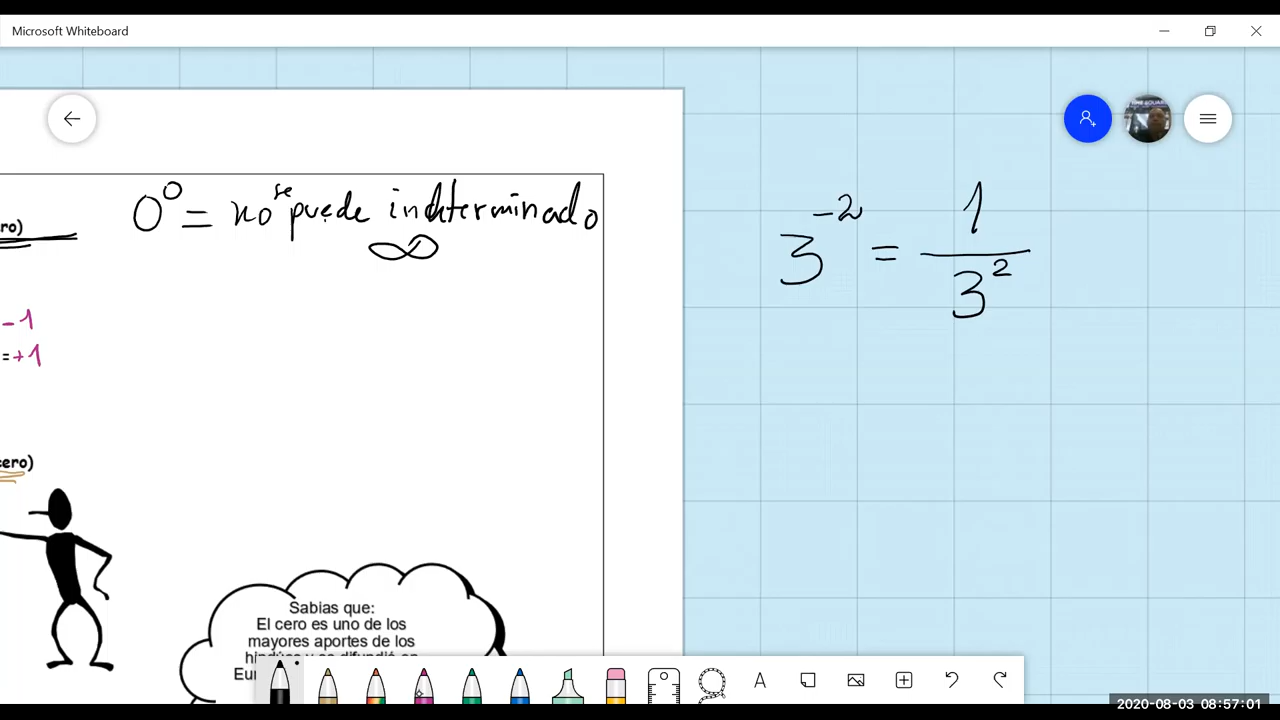 Microsoft Whiteboard
ro)
0⁰ = no se puede indeterminado
∞
3⁻² = 1/3²
-1
=+1
cero)
Sabias que:
El cero es uno de los
mayores aportes de los
Eur
A
2020-08-03 08:57:01